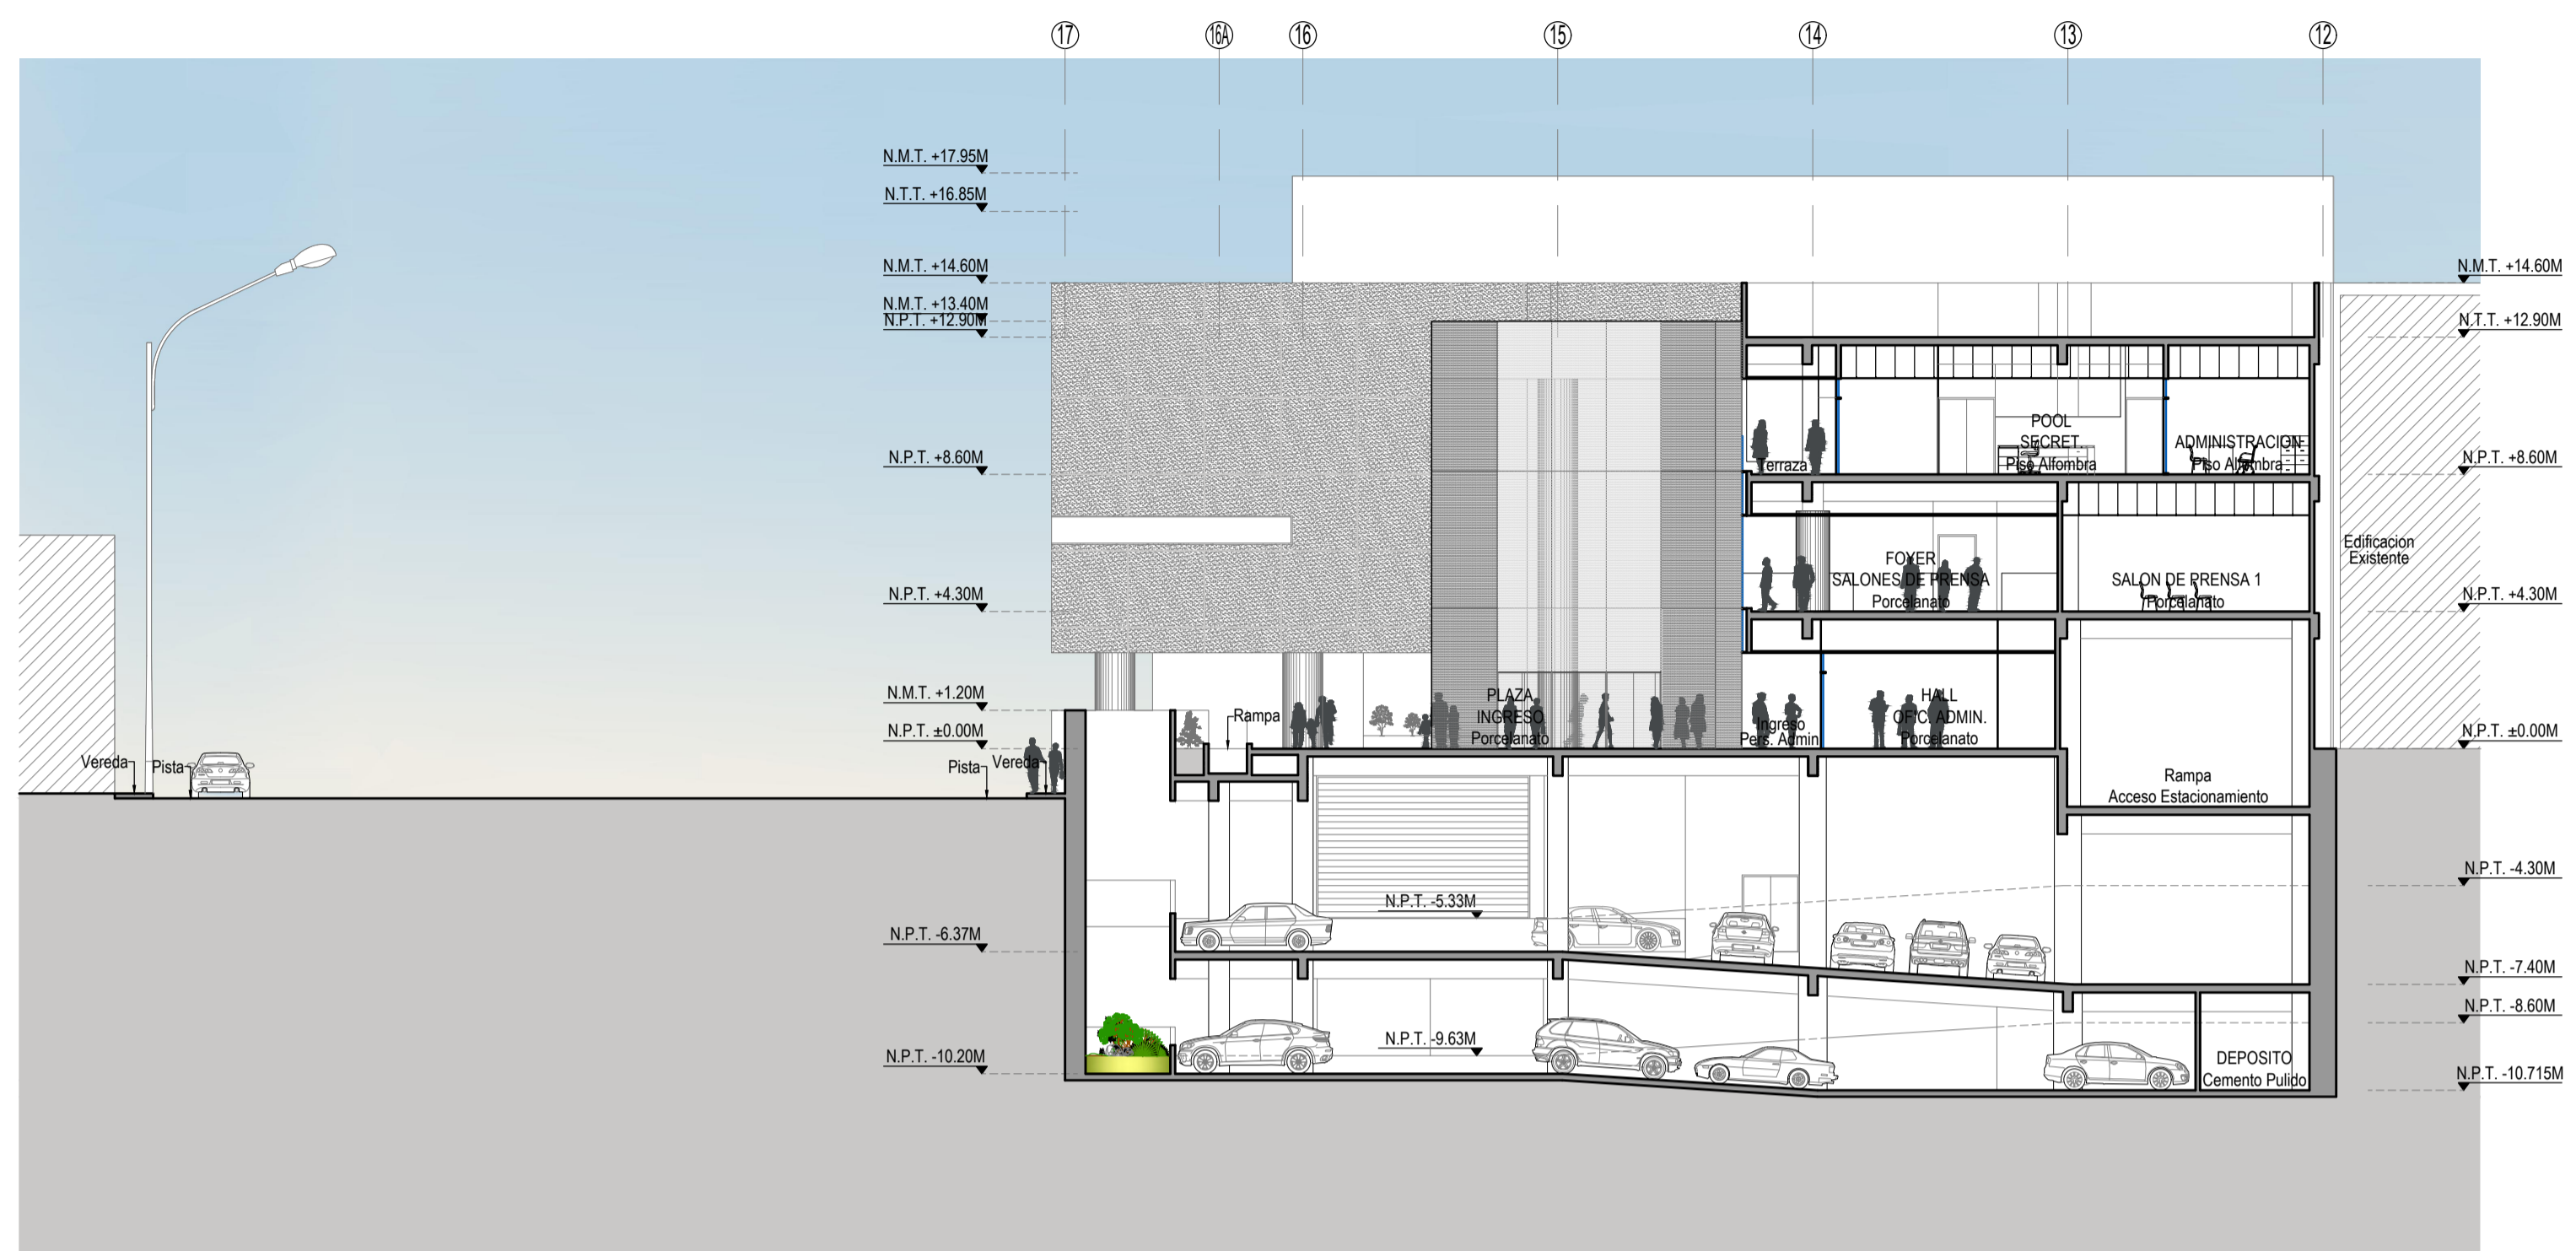 17 16A 16 15 14 13 12
N.M.T. +17.95M
N.T.T. +16.85M
N.M.T. +14.60M
N.M.T. +13.40M
N.P.T. +12.90M
N.P.T. +8.60M
N.P.T. +4.30M
N.M.T. +1.20M
N.P.T. ±0.00M
Vereda
Pista
Pista
Vereda
N.P.T. -6.37M
N.P.T. -10.20M
Rampa
PLAZA
INGRESO
Porcelanato
Terraza
POOL
SECRET.
Piso Alfombra
ADMINISTRACION
Piso Alfombra
FOYER
SALONES DE PRENSA
Porcelanato
SALON DE PRENSA 1
Porcelanato
Ingreso
Pers. Admin.
HALL
OFIC. ADMIN.
Porcelanato
Rampa
Acceso Estacionamiento
N.P.T. -5.33M
N.P.T. -9.63M
DEPOSITO
Cemento Pulido
Edificacion
Existente
N.M.T. +14.60M
N.T.T. +12.90M
N.P.T. +8.60M
N.P.T. +4.30M
N.P.T. ±0.00M
N.P.T. -4.30M
N.P.T. -7.40M
N.P.T. -8.60M
N.P.T. -10.715M